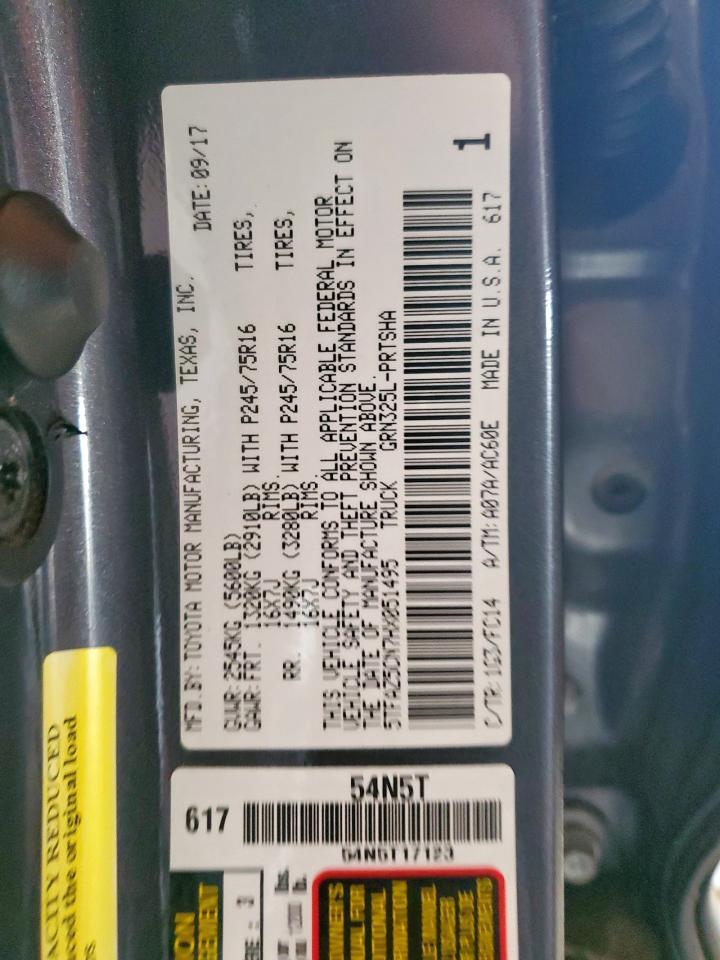 MFD.BY:TOYOTA MOTOR MANUFACTURING, TEXAS, INC. DATE:09/17
GVWR:2545KG (5600LB)
GAWR:FRT. 1320KG (2910LB) WITH P245/75R16 TIRES,
16X7J RIMS.
RR. 1490KG (3280LB) WITH P245/75R16 TIRES,
16X7J RIMS.
THIS VEHICLE CONFORMS TO ALL APPLICABLE FEDERAL MOTOR
VEHICLE SAFETY AND THEFT PREVENTION STANDARDS IN EFFECT ON
THE DATE OF MANUFACTURE SHOWN ABOVE.
5TFAZ5CN7HX051495 TRUCK GRN325L-PRTSHA
1
C/TR:1G3/FC14 A/TM:A07A/AC60E MADE IN U.S.A. 617
54N5T
617
54N5T17123
ACITY REDUCED
the original load